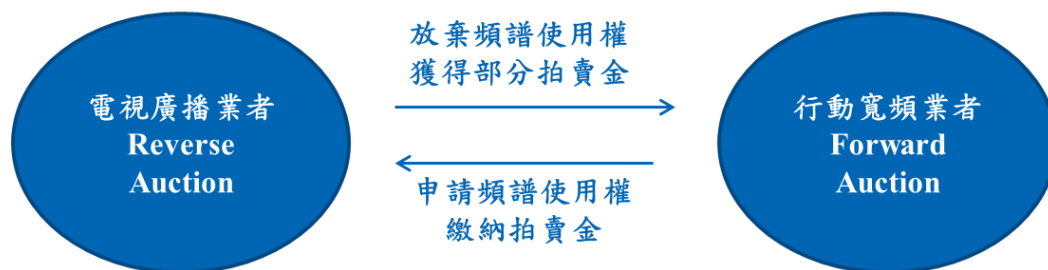 電視廣播業者
Reverse
Auction
放棄頻譜使用權
獲得部分拍賣金
申請頻譜使用權
繳納拍賣金
行動寬頻業者
Forward
Auction